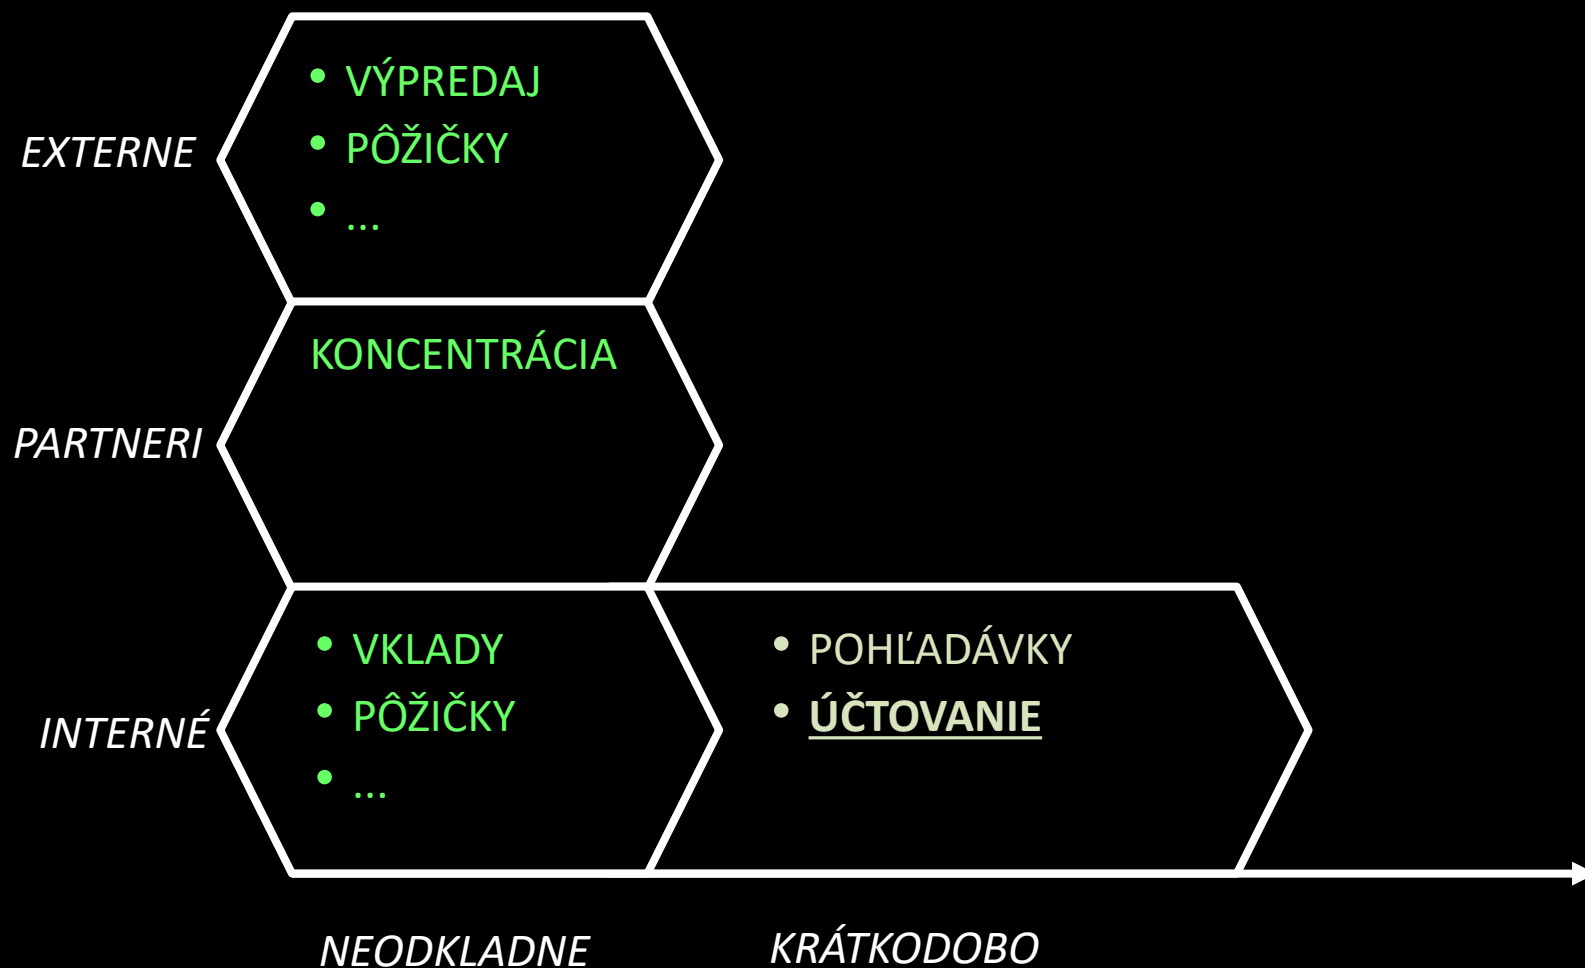 EXTERNE
• VÝPREDAJ
• PÔŽIČKY
• ...
PARTNERI
KONCENTRÁCIA
INTERNÉ
• VKLADY
• PÔŽIČKY
• ...
• POHĽADÁVKY
• ÚČTOVANIE
NEODKLADNE
KRÁTKODOBO